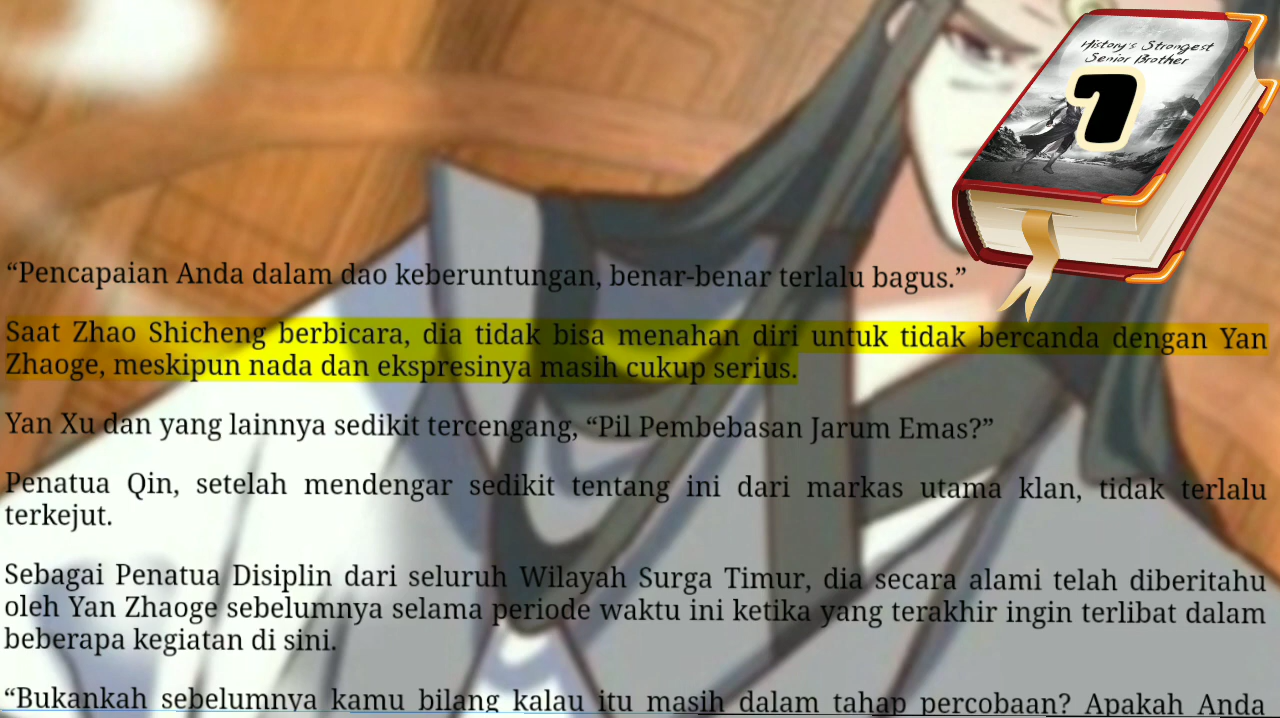 History's Strongest
Senior Brother
1
“Pencapaian Anda dalam dao keberuntungan, benar-benar terlalu bagus.”
Saat Zhao Shicheng berbicara, dia tidak bisa menahan diri untuk tidak bercanda dengan Yan
Zhaoge, meskipun nada dan ekspresinya masih cukup serius.
Yan Xu dan yang lainnya sedikit tercengang, “Pil Pembebasan Jarum Emas?”
Penatua Qin, setelah mendengar sedikit tentang ini dari markas utama klan, tidak terlalu
terkejut.
Sebagai Penatua Disiplin dari seluruh Wilayah Surga Timur, dia secara alami telah diberitahu
oleh Yan Zhaoge sebelumnya selama periode waktu ini ketika yang terakhir ingin terlibat dalam
beberapa kegiatan di sini.
“Bukankah sebelumnya kamu bilang kalau itu masih dalam tahap percobaan? Apakah Anda